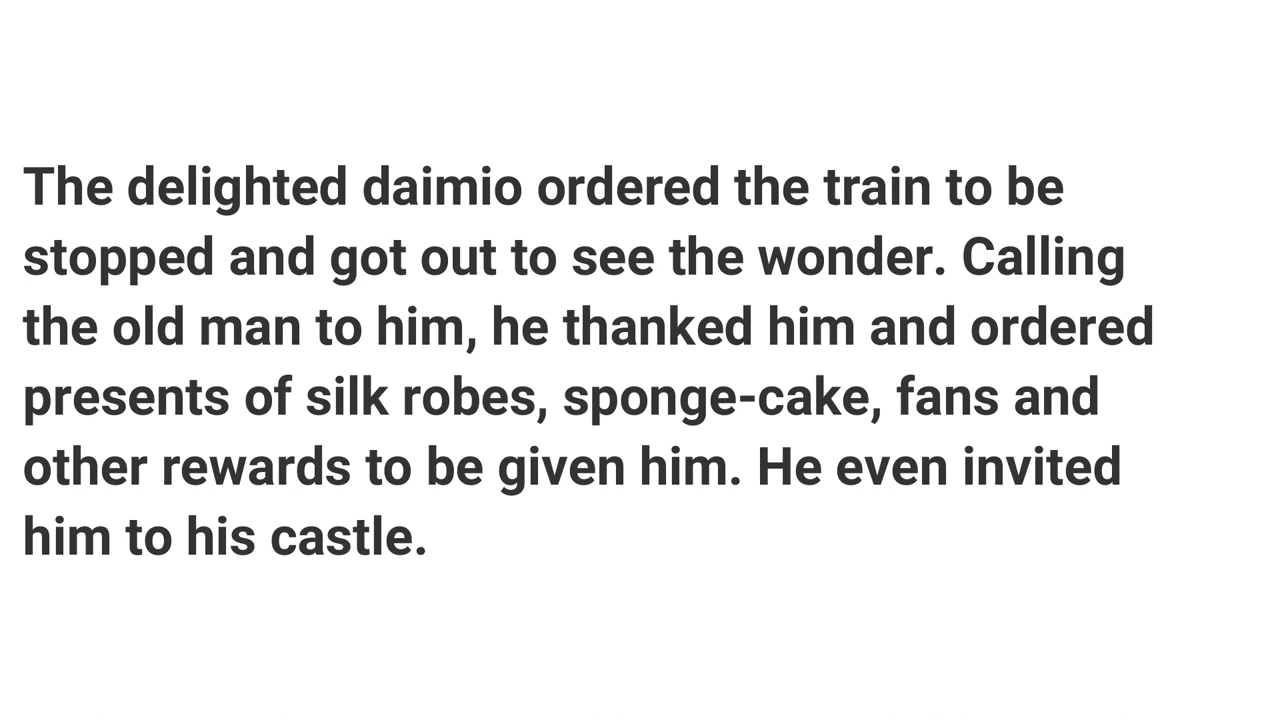 The delighted daimio ordered the train to be
stopped and got out to see the wonder. Calling
the old man to him, he thanked him and ordered
presents of silk robes, sponge-cake, fans and
other rewards to be given him. He even invited
him to his castle.